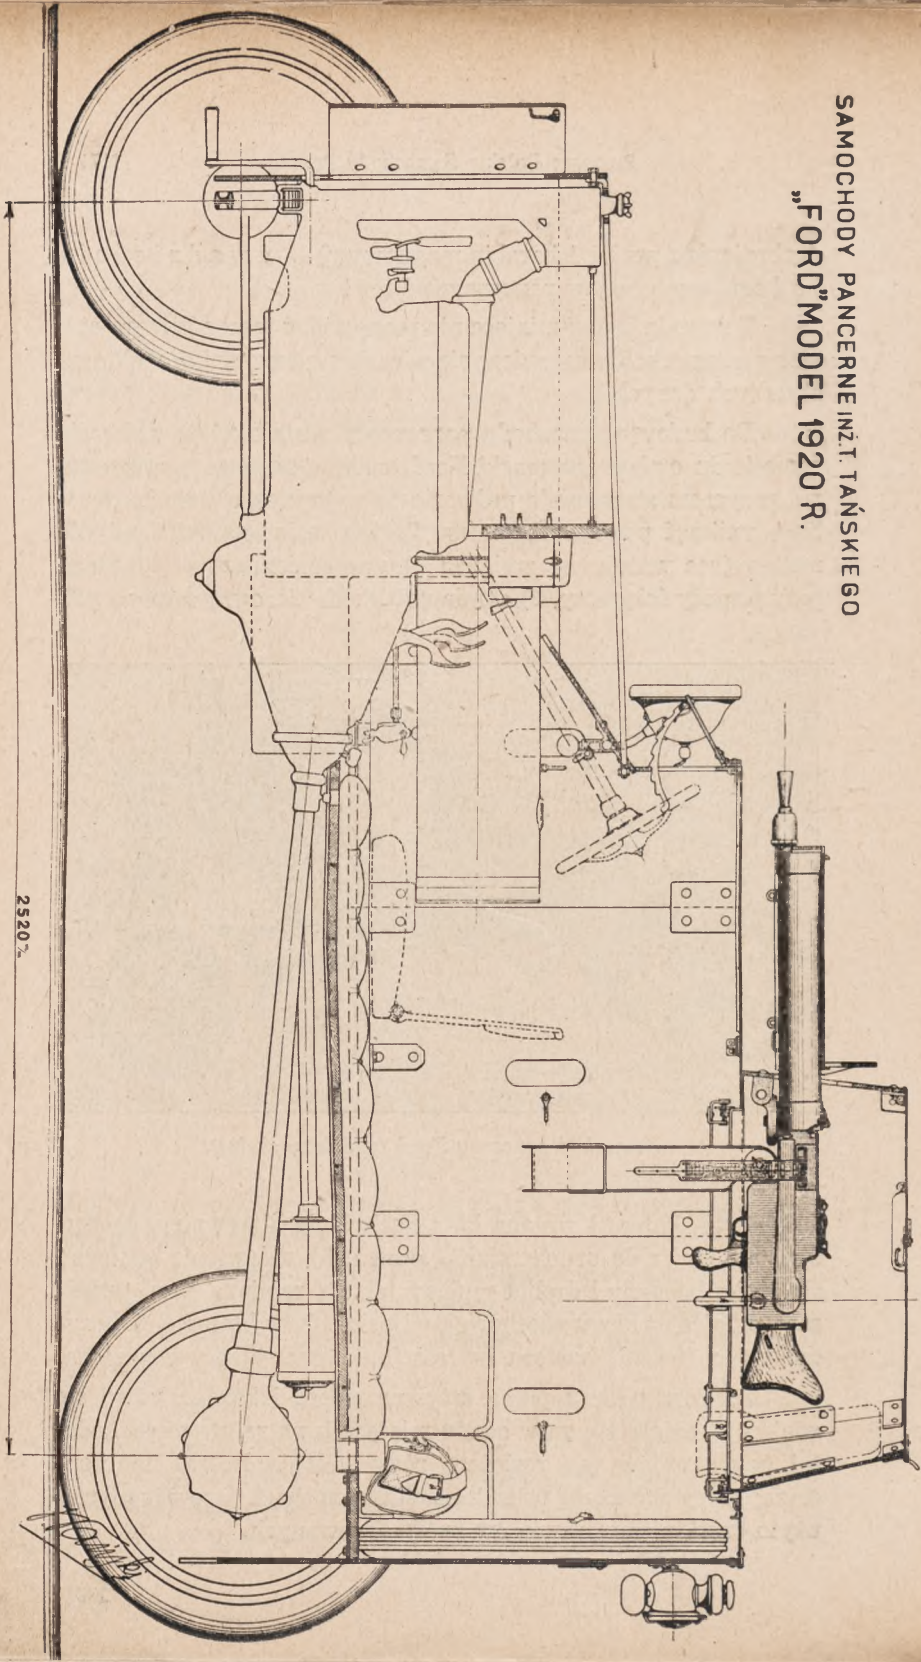 SAMOCHODY PANCERNE INŻ.T. TAŃSKIEGO
„FORD”MODEL 1920 R.
2520 m/m